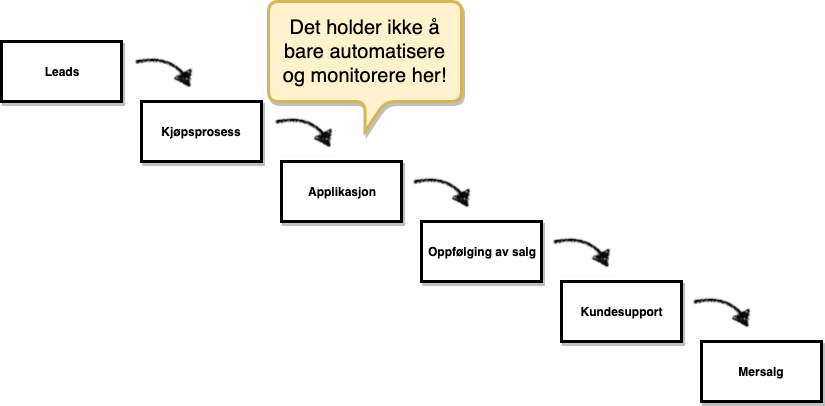 Det holder ikke å
bare automatisere
og monitorere her!
Leads
Kjøpsprosess
Applikasjon
Oppfølging av salg
Kundesupport
Mersalg